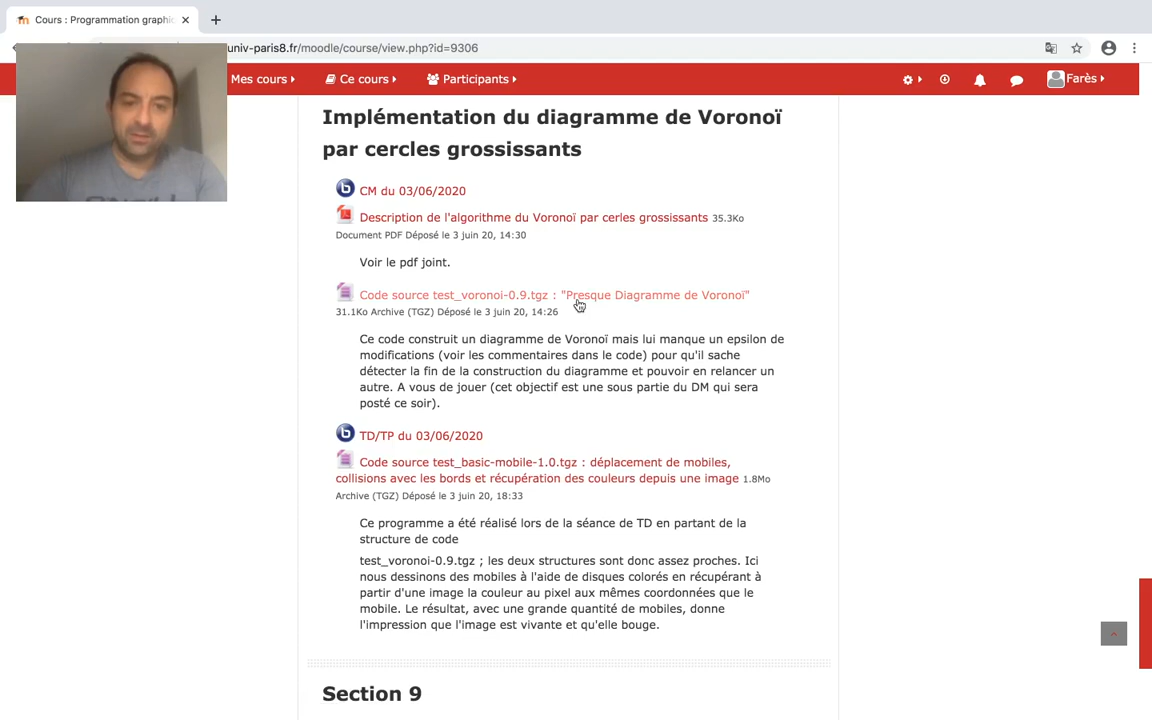 Cours : Programmation graphic
univ-paris8.fr/moodle/course/view.php?id=9306
Mes cours
Ce cours
Participants
Farès
Implémentation du diagramme de Voronoï
par cercles grossissants
CM du 03/06/2020
Description de l'algorithme du Voronoï par cerles grossissants 35.3Ko
Document PDF Déposé le 3 juin 20, 14:30
Voir le pdf joint.
Code source test_voronoi-0.9.tgz : "Presque Diagramme de Voronoï"
31.1Ko Archive (TGZ) Déposé le 3 juin 20, 14:26
Ce code construit un diagramme de Voronoï mais lui manque un epsilon de
modifications (voir les commentaires dans le code) pour qu'il sache
détecter la fin de la construction du diagramme et pouvoir en relancer un
autre. A vous de jouer (cet objectif est une sous partie du DM qui sera
posté ce soir).
TD/TP du 03/06/2020
Code source test_basic-mobile-1.0.tgz : déplacement de mobiles,
collisions avec les bords et récupération des couleurs depuis une image 1.8Mo
Archive (TGZ) Déposé le 3 juin 20, 18:33
Ce programme a été réalisé lors de la séance de TD en partant de la
structure de code
test_voronoi-0.9.tgz ; les deux structures sont donc assez proches. Ici
nous dessinons des mobiles à l'aide de disques colorés en récupérant à
partir d'une image la couleur au pixel aux mêmes coordonnées que le
mobile. Le résultat, avec une grande quantité de mobiles, donne
l'impression que l'image est vivante et qu'elle bouge.
Section 9